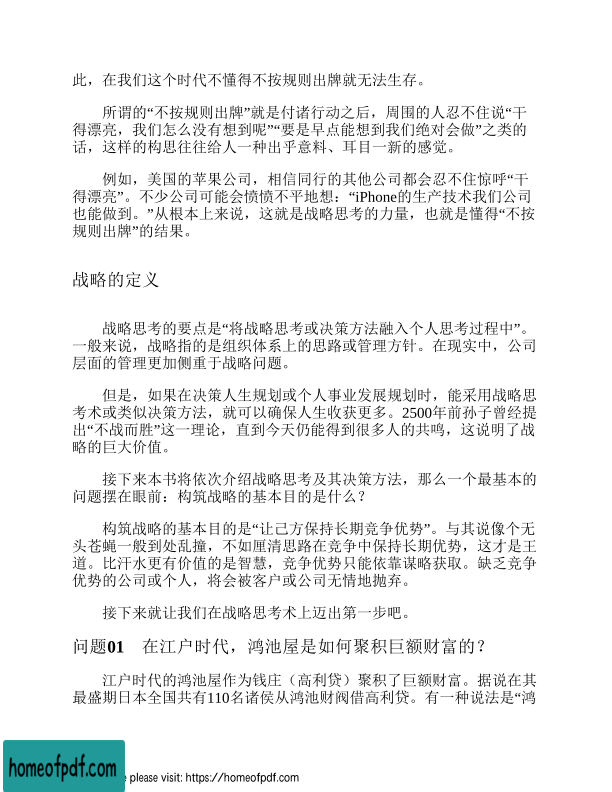 此，在我们这个时代不懂得不按规则出牌就无法生存。
所谓的“不按规则出牌”就是付诸行动之后，周围的人忍不住说“干
得漂亮，我们怎么没有想到呢”“要是早点能想到我们绝对会做”之类的
话，这样的构思往往给人一种出乎意料、耳目一新的感觉。
例如，美国的苹果公司，相信同行的其他公司都会忍不住惊呼“干
得漂亮”。不少公司可能会愤愤不平地想：“iPhone的生产技术我们公司
也能做到。”从根本上来说，这就是战略思考的力量，也就是懂得“不按
规则出牌”的结果。
战略的定义
战略思考的要点是“将战略思考或决策方法融入个人思考过程中”。
一般来说，战略指的是组织体系上的思路或管理方针。在现实中，公司
层面的管理更加侧重于战略问题。
但是，如果在决策人生规划或个人事业发展规划时，能采用战略思
考术或类似决策方法，就可以确保人生收获更多。2500年前孙子曾经提
出“不战而胜”这一理论，直到今天仍能得到很多人的共鸣，这说明了战
略的巨大价值。
接下来本书将依次介绍战略思考及其决策方法，那么一个最基本的
问题摆在眼前：构筑战略的基本目的是什么？
构筑战略的基本目的是“让己方保持长期竞争优势”。与其说像个无
头苍蝇一般到处乱撞，不如厘清思路在竞争中保持长期优势，这才是王
道。比汗水更有价值的是智慧，竞争优势只能依靠谋略获取。缺乏竞争
优势的公司或个人，将会被客户或公司无情地抛弃。
接下来就让我们在战略思考术上迈出第一步吧。
问题01　在江户时代，鸿池屋是如何聚积巨额财富的？
江户时代的鸿池屋作为钱庄（高利贷）聚积了巨额财富。据说在其
最盛期日本全国共有110名诸侯从鸿池财阀借高利贷。有一种说法是“鸿
homeofpdf.com
e please visit: https://homeofpdf.com